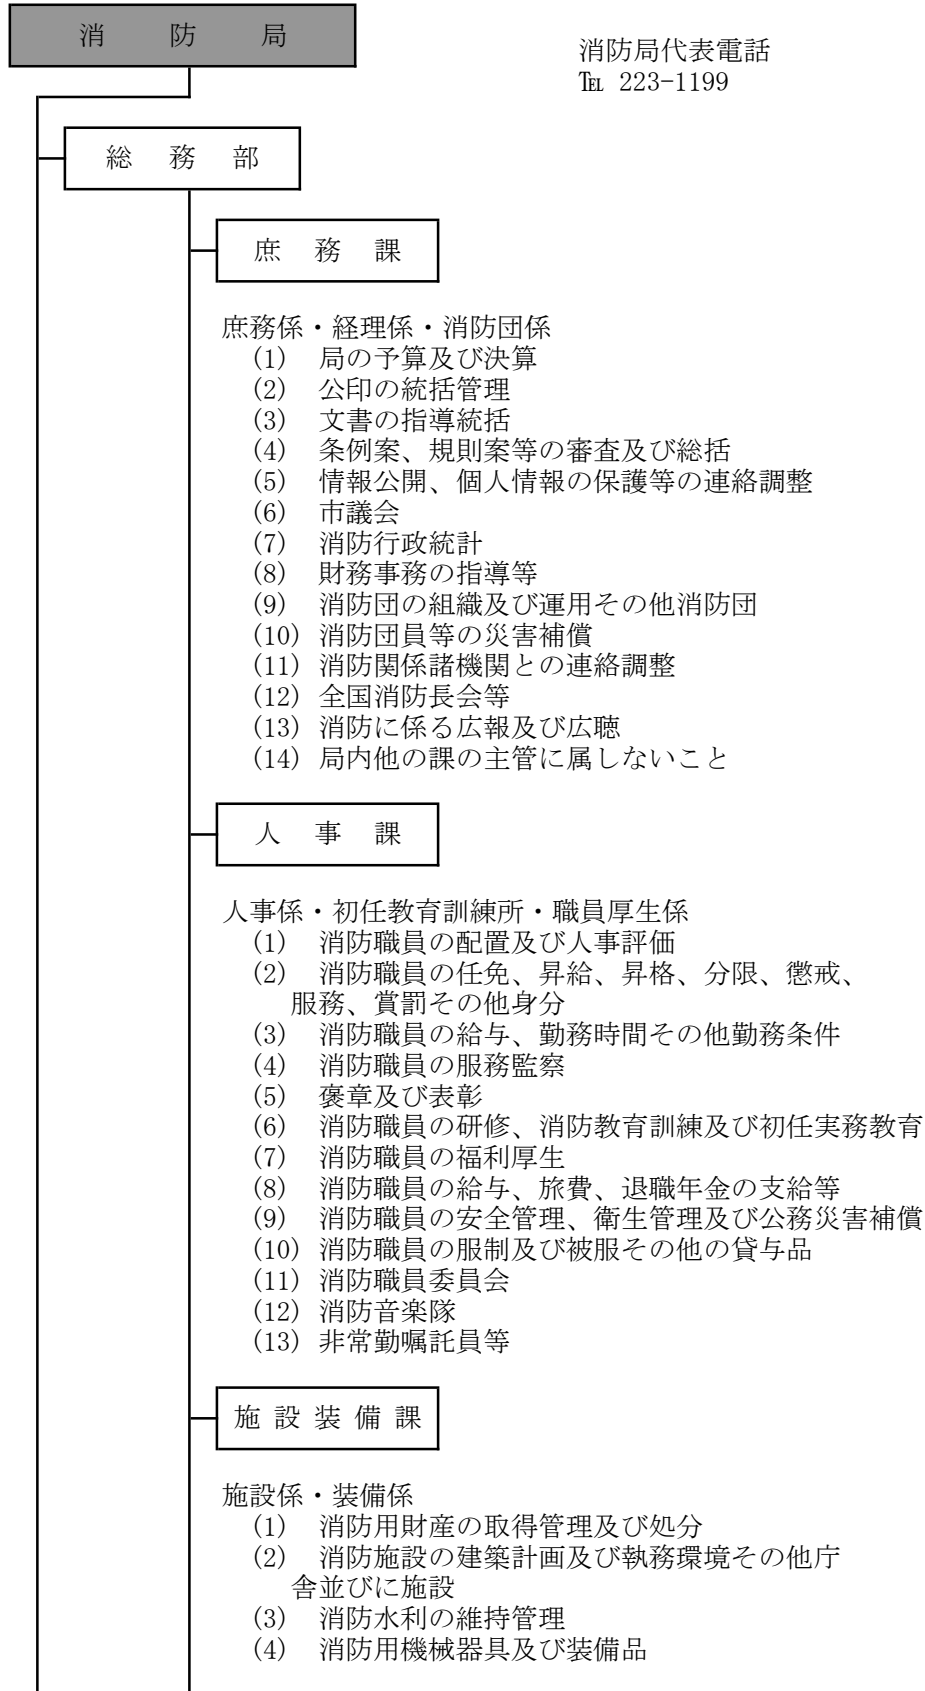 消防局
消防局代表電話
℡ 223-1199
総務部
庶務課
庶務係・経理係・消防団係
(1) 局の予算及び決算
(2) 公印の統括管理
(3) 文書の指導統括
(4) 条例案、規則案等の審査及び総括
(5) 情報公開、個人情報の保護等の連絡調整
(6) 市議会
(7) 消防行政統計
(8) 財務事務の指導等
(9) 消防団の組織及び運用その他消防団
(10) 消防団員等の災害補償
(11) 消防関係諸機関との連絡調整
(12) 全国消防長会等
(13) 消防に係る広報及び広聴
(14) 局内他の課の主管に属しないこと
人事課
人事係・初任教育訓練所・職員厚生係
(1) 消防職員の配置及び人事評価
(2) 消防職員の任免、昇給、昇格、分限、懲戒、
服務、賞罰その他身分
(3) 消防職員の給与、勤務時間その他勤務条件
(4) 消防職員の服務監察
(5) 褒章及び表彰
(6) 消防職員の研修、消防教育訓練及び初任実務教育
(7) 消防職員の福利厚生
(8) 消防職員の給与、旅費、退職年金の支給等
(9) 消防職員の安全管理、衛生管理及び公務災害補償
(10) 消防職員の服制及び被服その他の貸与品
(11) 消防職員委員会
(12) 消防音楽隊
(13) 非常勤嘱託員等
施設装備課
施設係・装備係
(1) 消防用財産の取得管理及び処分
(2) 消防施設の建築計画及び執務環境その他庁
舎並びに施設
(3) 消防水利の維持管理
(4) 消防用機械器具及び装備品